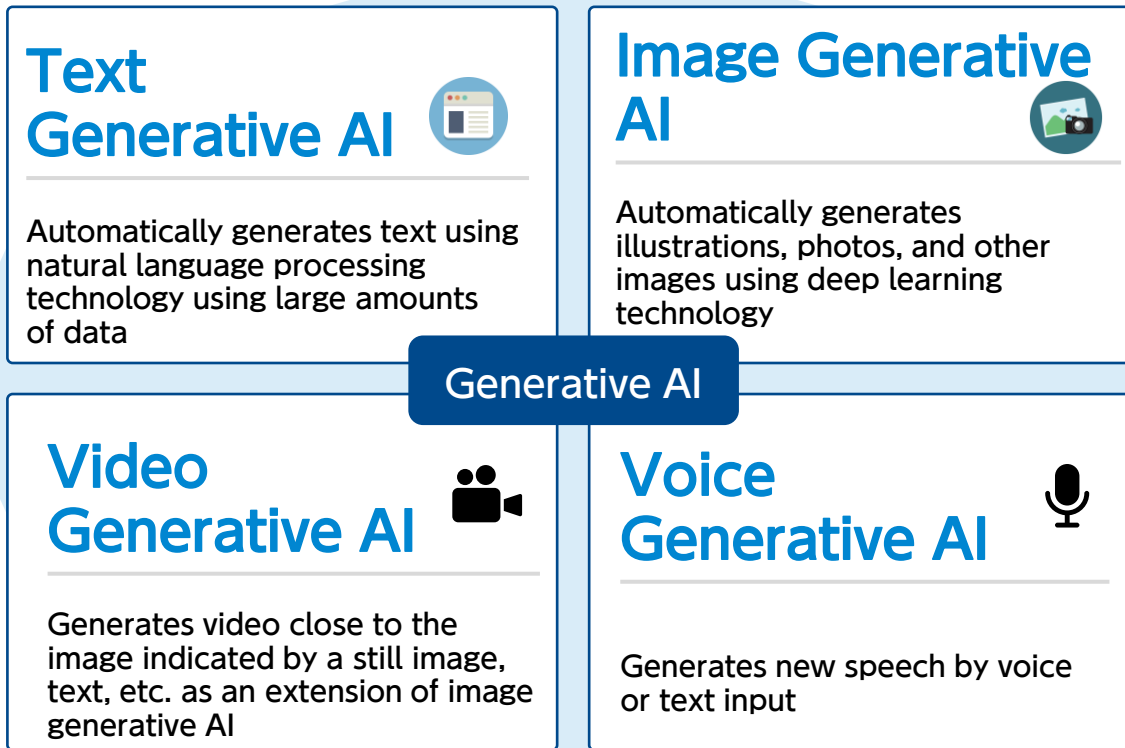 Text
Generative AI
Automatically generates text using
natural language processing
technology using large amounts
of data
Image Generative
AI
Automatically generates
illustrations, photos, and other
images using deep learning
technology
Generative AI
Video
Generative AI
Generates video close to the
image indicated by a still image,
text, etc. as an extension of image
generative AI
Voice
Generative AI
Generates new speech by voice
or text input